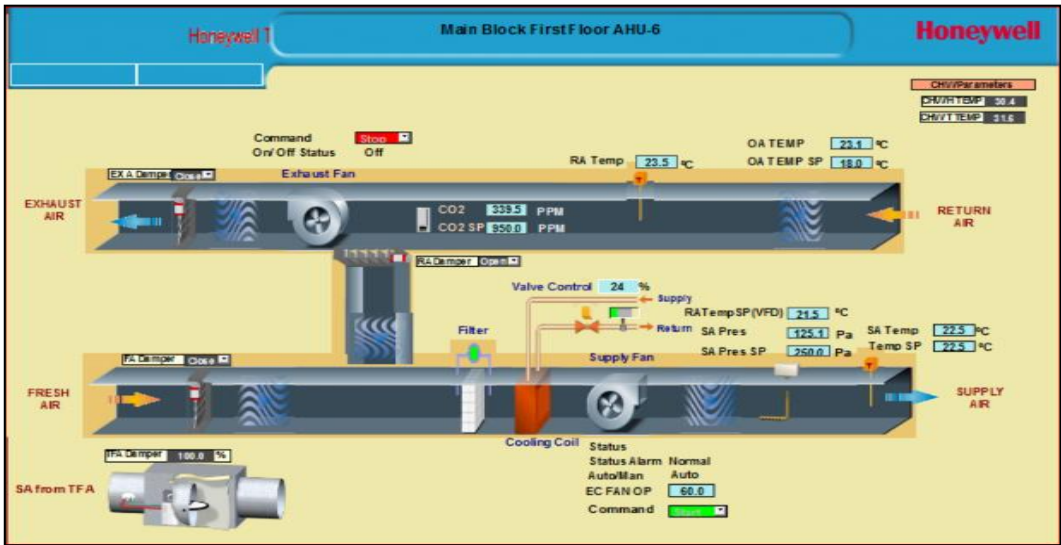 Honeywell T
Main Block First Floor AHU-6
Honeywell
CHW Parameters
TEMP 30.4
TEMP 31.6
Command Stop
On/Off Status Off
OA TEMP 23.1 ºC
OA TEMP SP 18.0 ºC
RA Temp 23.5 ºC
EX A Damper Close
Exhaust Fan
EXHAUST
AIR
CO2 339.5 PPM
CO2 SP 950.0 PPM
RETURN
AIR
RA Damper Open
Valve Control 24 %
Supply
Return
RATempSP(VFD) 21.5 ºC
SA Pres 125.1 Pa
SA Pres SP 250.0 Pa
SA Temp 22.5 ºC
Temp SP 22.5 ºC
Filter
Supply Fan
FA Damper Close
FRESH
AIR
SUPPLY
AIR
Cooling Coil
Status
Status Alarm Normal
Auto/Man Auto
EC FAN OP 60.0
Command Start
TFA Damper 100.0 %
SA from TFA